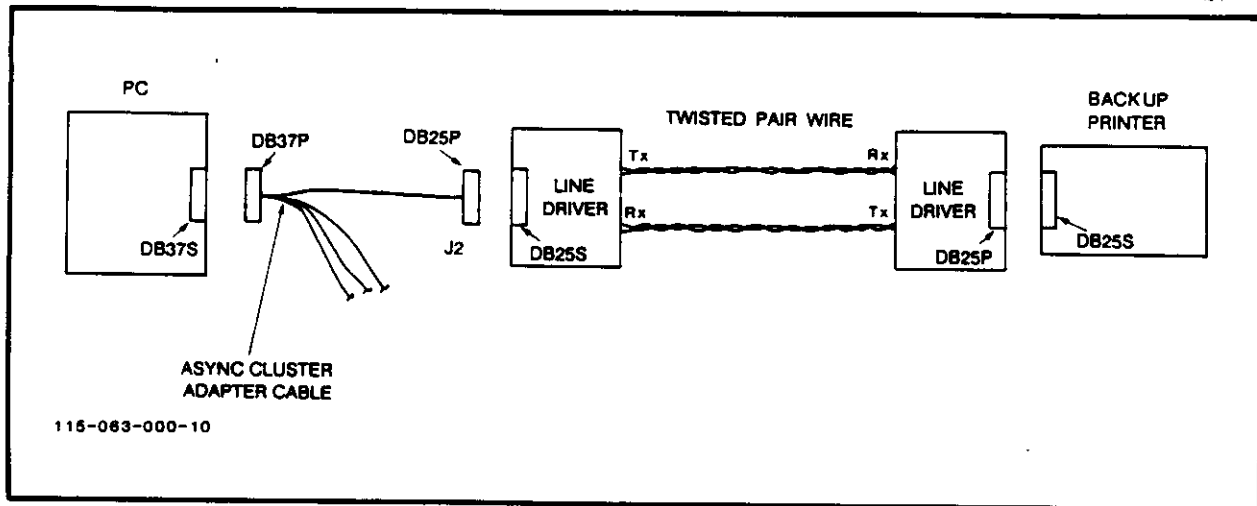 PC
DB37P
DB25P
TWISTED PAIR WIRE
BACKUP
PRINTER
Tx
Rx
LINE
DRIVER
LINE
DRIVER
Rx
Tx
DB37S
J2
DB25S
DB25P
DB25S
ASYNC CLUSTER
ADAPTER CABLE
115-063-000-10